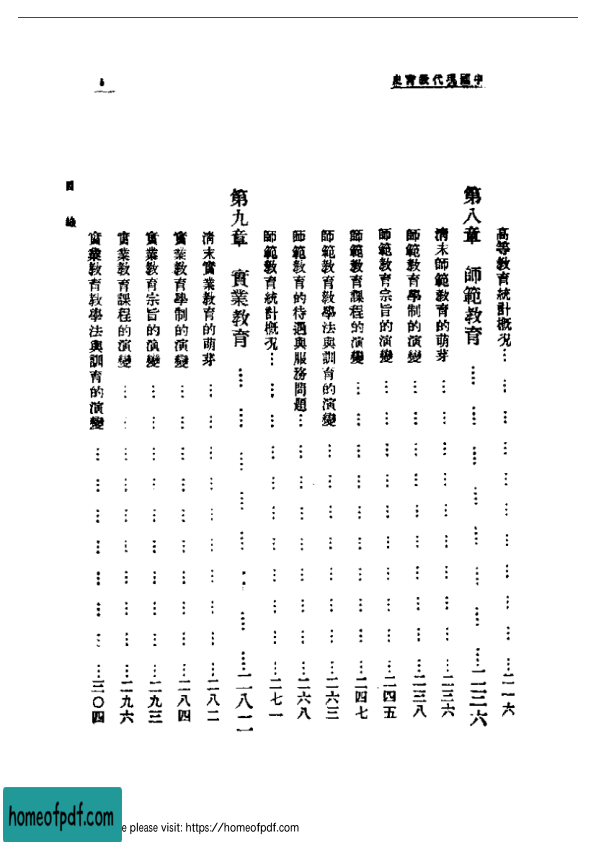 中國現代教育史
高等教育統計概况…………………………二一六
第八章　師範教育…………………………二三六
清末師範教育的萌芽…………………………二三六
師範教育學制的演變…………………………二三八
師範教育宗旨的演變…………………………二四五
師範教育課程的演變…………………………二四七
師範教育教學法與訓育的演變…………………………二六三
師範教育的待遇與服務問題…………………………二六八
師範教育統計概况…………………………二七一
第九章　實業教育…………………………二八二
清末實業教育的萌芽…………………………二八二
實業教育學制的演變…………………………二八四
實業教育宗旨的演變…………………………二九三
實業教育課程的演變…………………………二九六
實業教育教學法與訓育的演變…………………………三〇四
目錄
homeofpdf.com
e please visit: https://homeofpdf.com